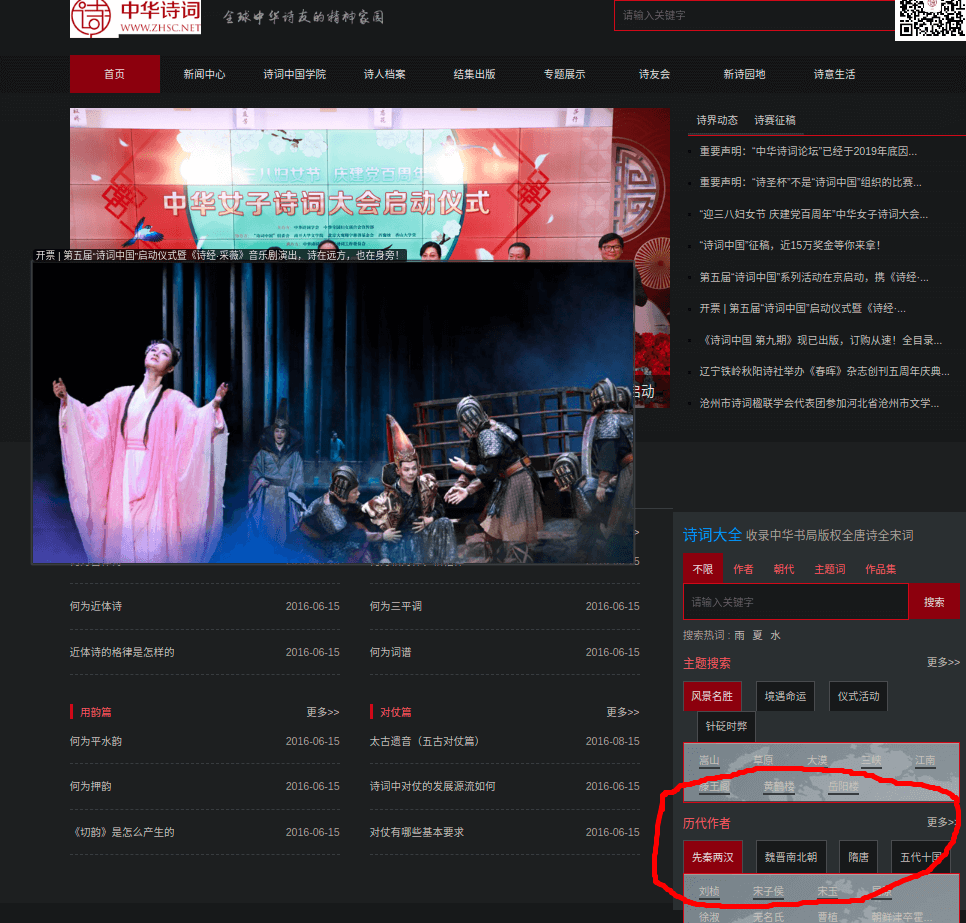 中华诗词
WWW.ZHSC.NET
全球中华诗友的精神家园
请输入关键字
首页 新闻中心 诗词中国学院 诗人档案 结集出版 专题展示 诗友会 新诗园地 诗意生活
庆建党百年
中华女子诗词大会启动仪式
启动
诗界动态 诗赛征稿
重要声明：“中华诗词论坛”已经于2019年底因...
重要声明：“诗圣杯”不是“诗词中国”组织的比赛...
“迎三八妇女节 庆建党百周年”中华女子诗词大会...
“诗词中国”征稿，近15万奖金等你来拿！
第五届“诗词中国”系列活动在京启动，携《诗经·...
开票 | 第五届“诗词中国”启动仪式暨《诗经·...
《诗词中国 第九期》现已出版，订购从速！全目录...
辽宁铁岭秋阳诗社举办《春晖》杂志创刊五周年庆典...
沧州市诗词楹联学会代表团参加河北省沧州市文学...
开票 | 第五届“诗词中国”启动仪式暨《诗经·采薇》音乐剧演出，诗在远方，也在身旁！
何为近体诗 2016-06-15
近体诗的格律是怎样的 2016-06-15
何为三平调 2016-06-15
何为词谱 2016-06-15
用韵篇 更多>>
何为平水韵 2016-06-15
何为押韵 2016-06-15
《切韵》是怎么产生的 2016-06-15
对仗篇 更多>>
太古遗音（五古对仗篇） 2016-08-15
诗词中对仗的发展源流如何 2016-06-15
对仗有哪些基本要求 2016-06-15
诗词大全 收录中华书局版权全唐诗全宋词
不限 作者 朝代 主题词 作品集
请输入关键字 搜索
搜索热词 : 雨 夏 水
主题搜索 更多>>
风景名胜 境遇命运 仪式活动
针砭时弊
嵩山 草原 大漠 三峡 江南
滕王阁 黄鹤楼 岳阳楼
历代作者 更多>>
先秦两汉 魏晋南北朝 隋唐 五代十国
刘桢 宋子侯 宋玉
徐淑 无名氏 曹植 朝鲜津卒霍...